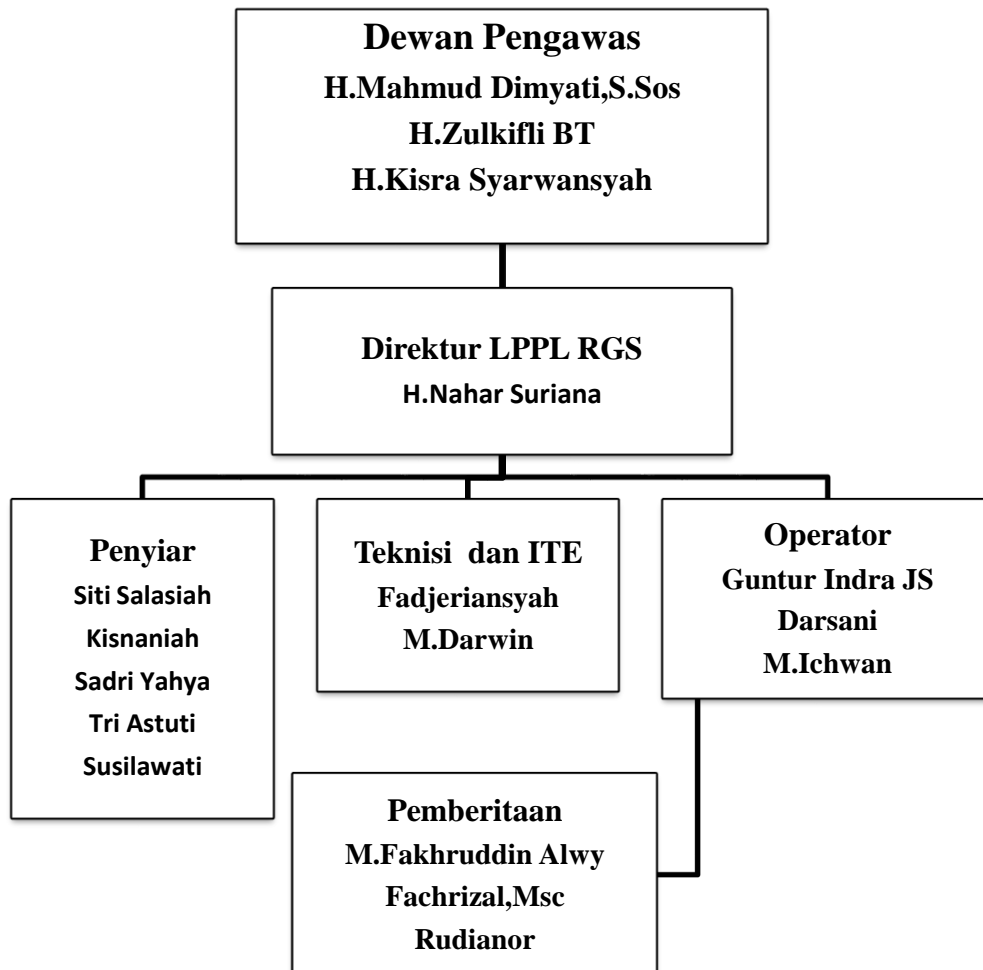 Dewan Pengawas
H.Mahmud Dimyati,S.Sos
H.Zulkifli BT
H.Kisra Syarwansyah
Direktur LPPL RGS
H.Nahar Suriana
Penyiar
Siti Salasiah
Kisnaniah
Sadri Yahya
Tri Astuti
Susilawati
Teknisi  dan ITE
Fadjeriansyah
M.Darwin
Operator
Guntur Indra JS
Darsani
M.Ichwan
Pemberitaan
M.Fakhruddin Alwy
Fachrizal,Msc
Rudianor